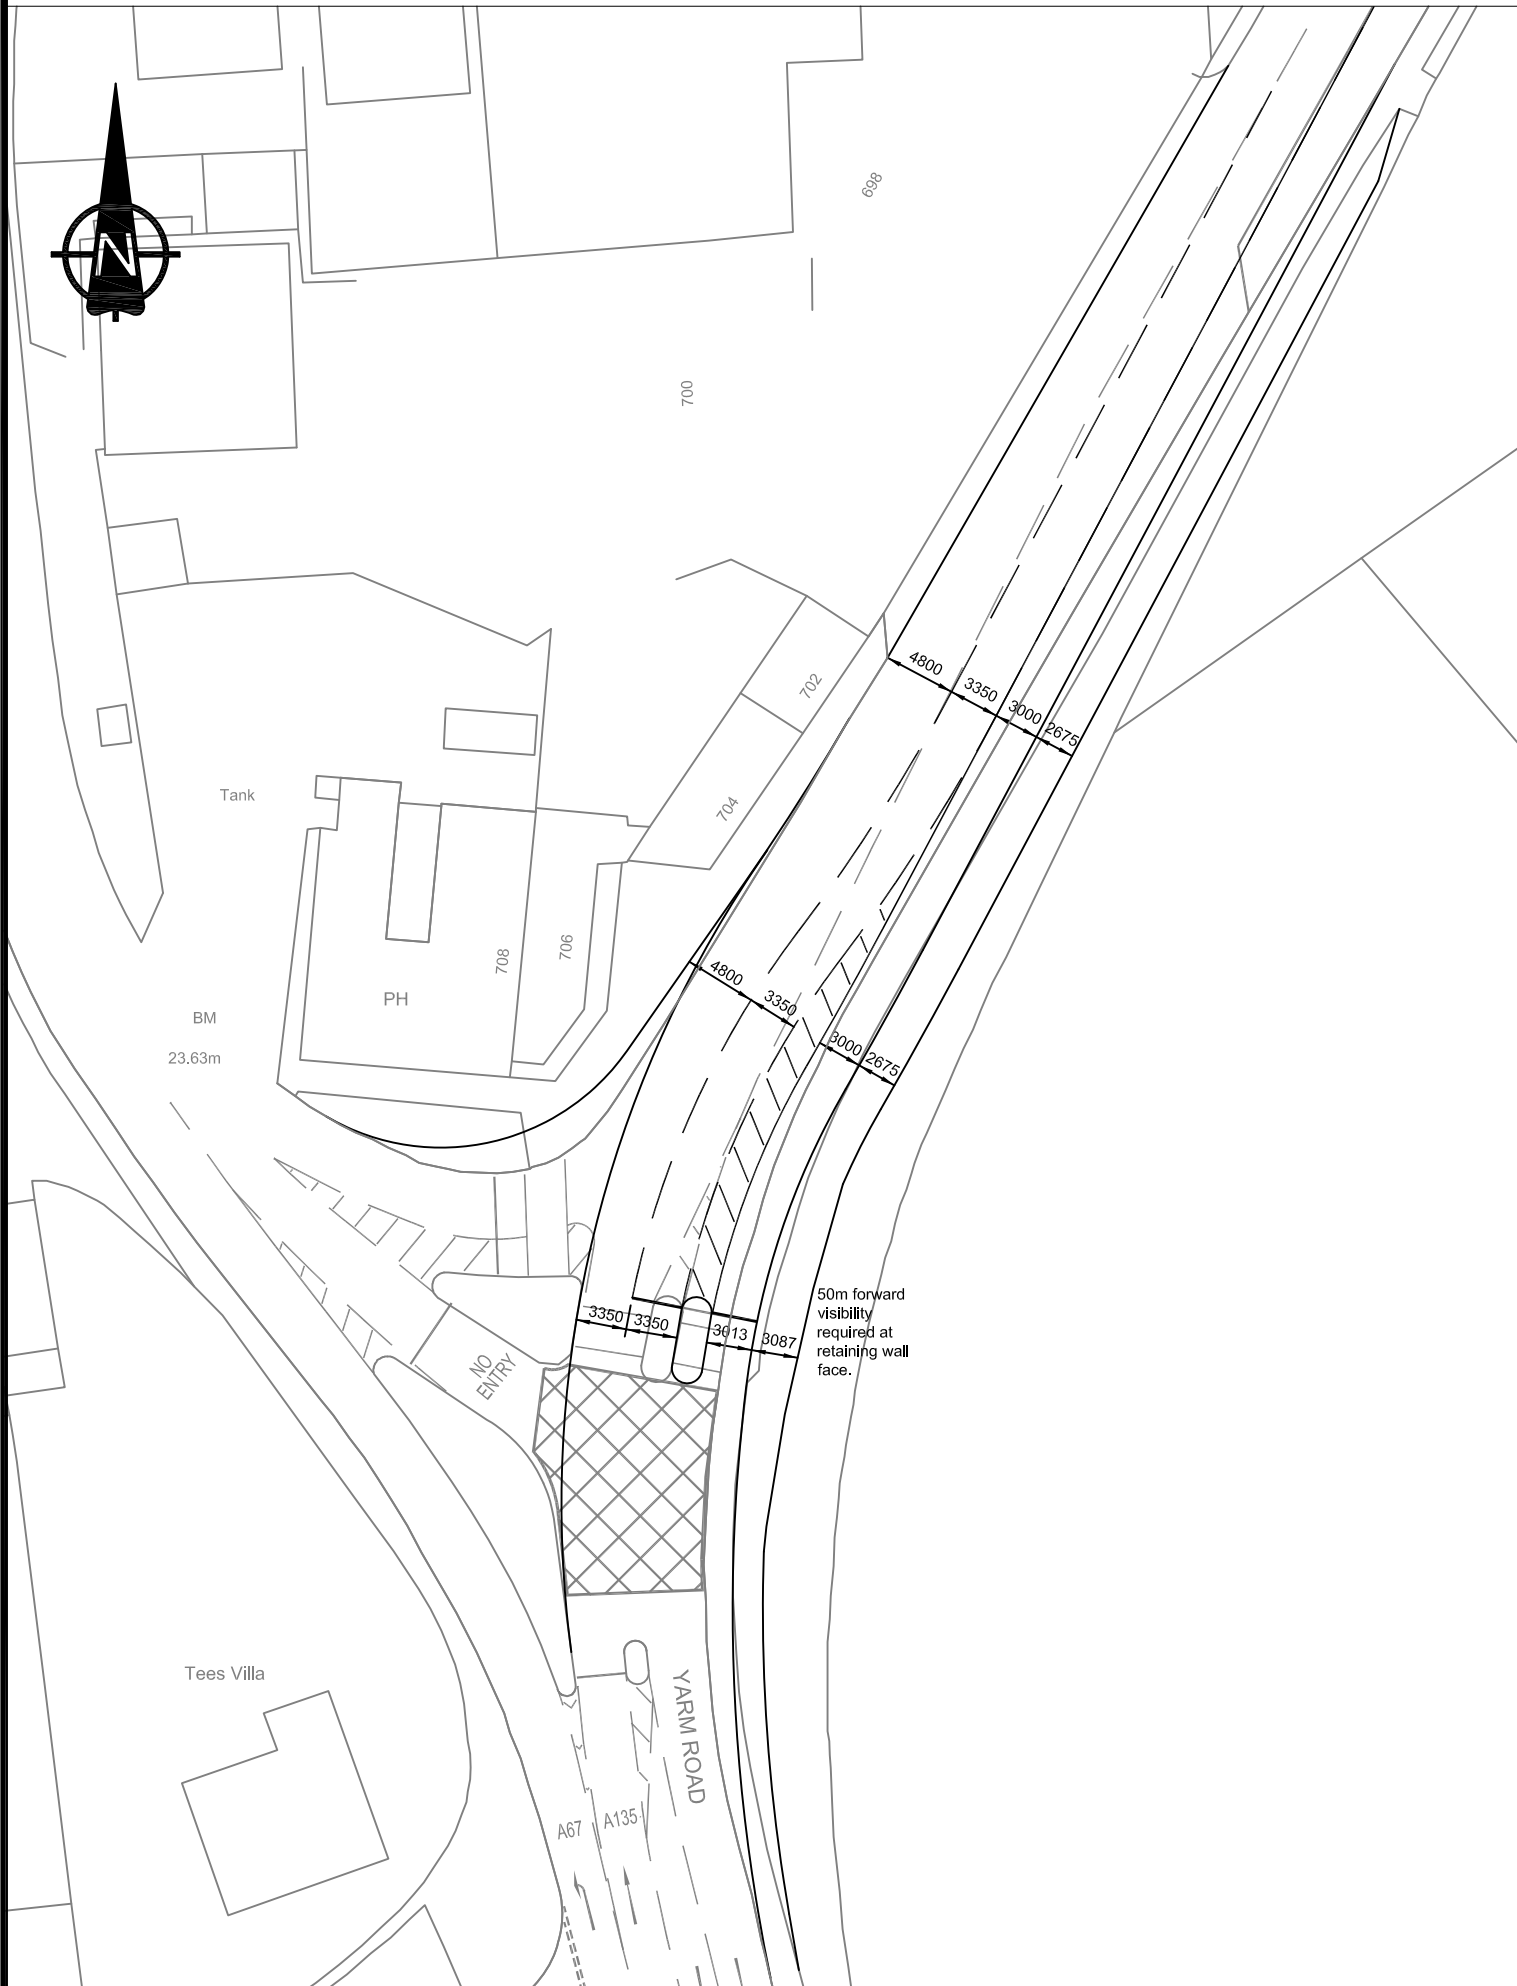 N
698
700
702
704
4800
3350
3000
2675
Tank
708
706
PH
BM
23.63m
4800
3350
3000
2675
50m forward
visibility
required at
retaining wall
face.
3350
3350
3013
3087
NO
ENTRY
Tees Villa
YARM ROAD
A67
A135